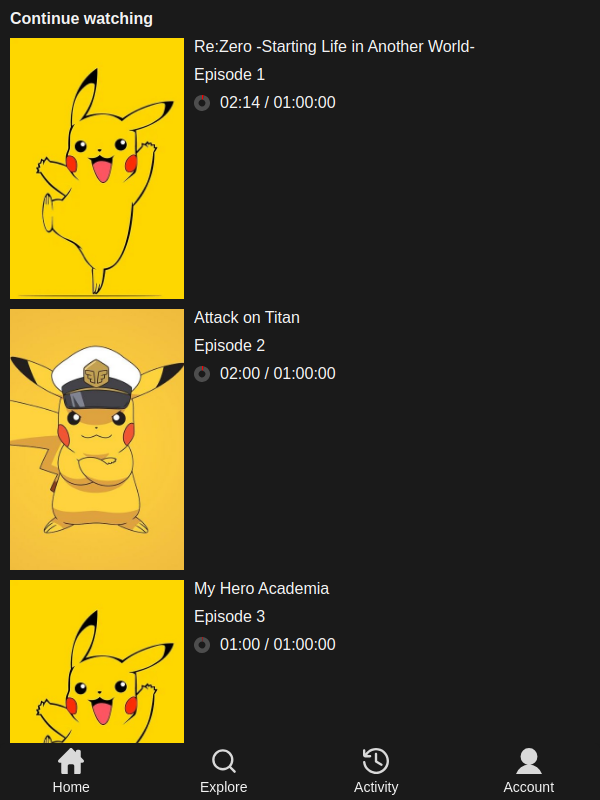 Continue watching
Re:Zero -Starting Life in Another World-
Episode 1
02:14 / 01:00:00
Attack on Titan
Episode 2
02:00 / 01:00:00
My Hero Academia
Episode 3
01:00 / 01:00:00
Home
Explore
Activity
Account